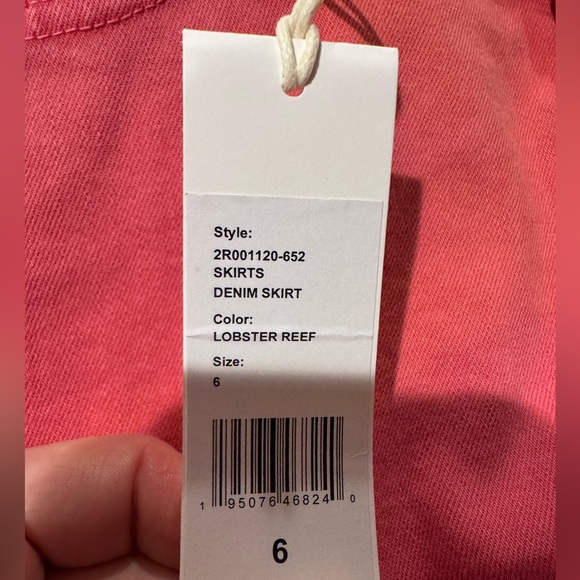 Style:
2R001120-652
SKIRTS
DENIM SKIRT
Color:
LOBSTER REEF
Size:
6
1 95076 46824 0
6